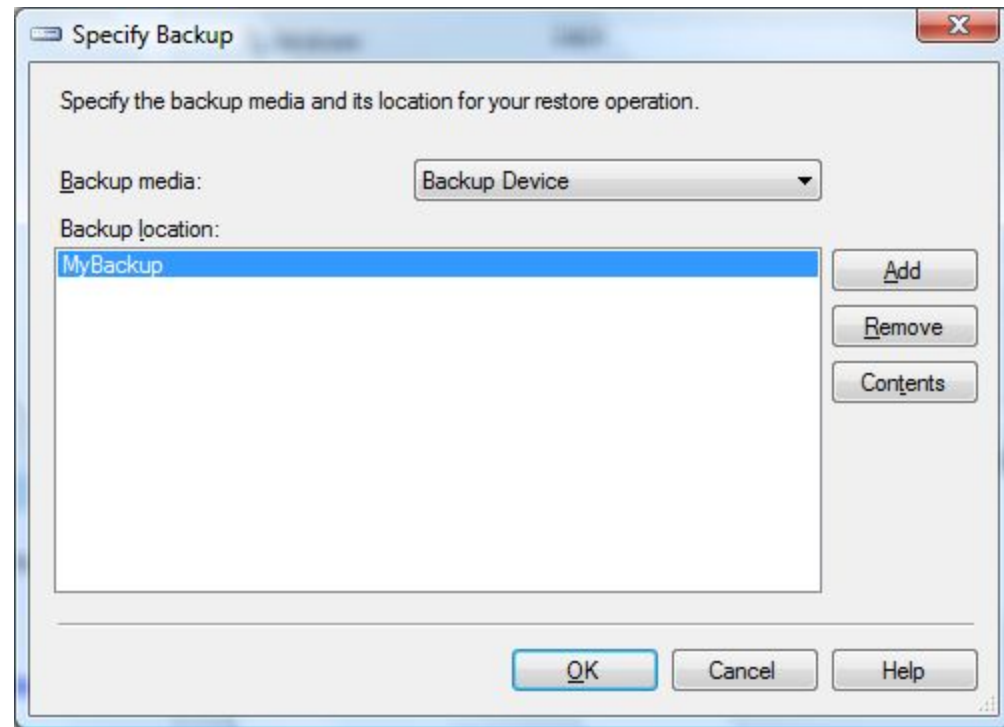 Specify Backup
Specify the backup media and its location for your restore operation.
Backup media: Backup Device
Backup location:
MyBackup
Add
Remove
Contents
OK Cancel Help